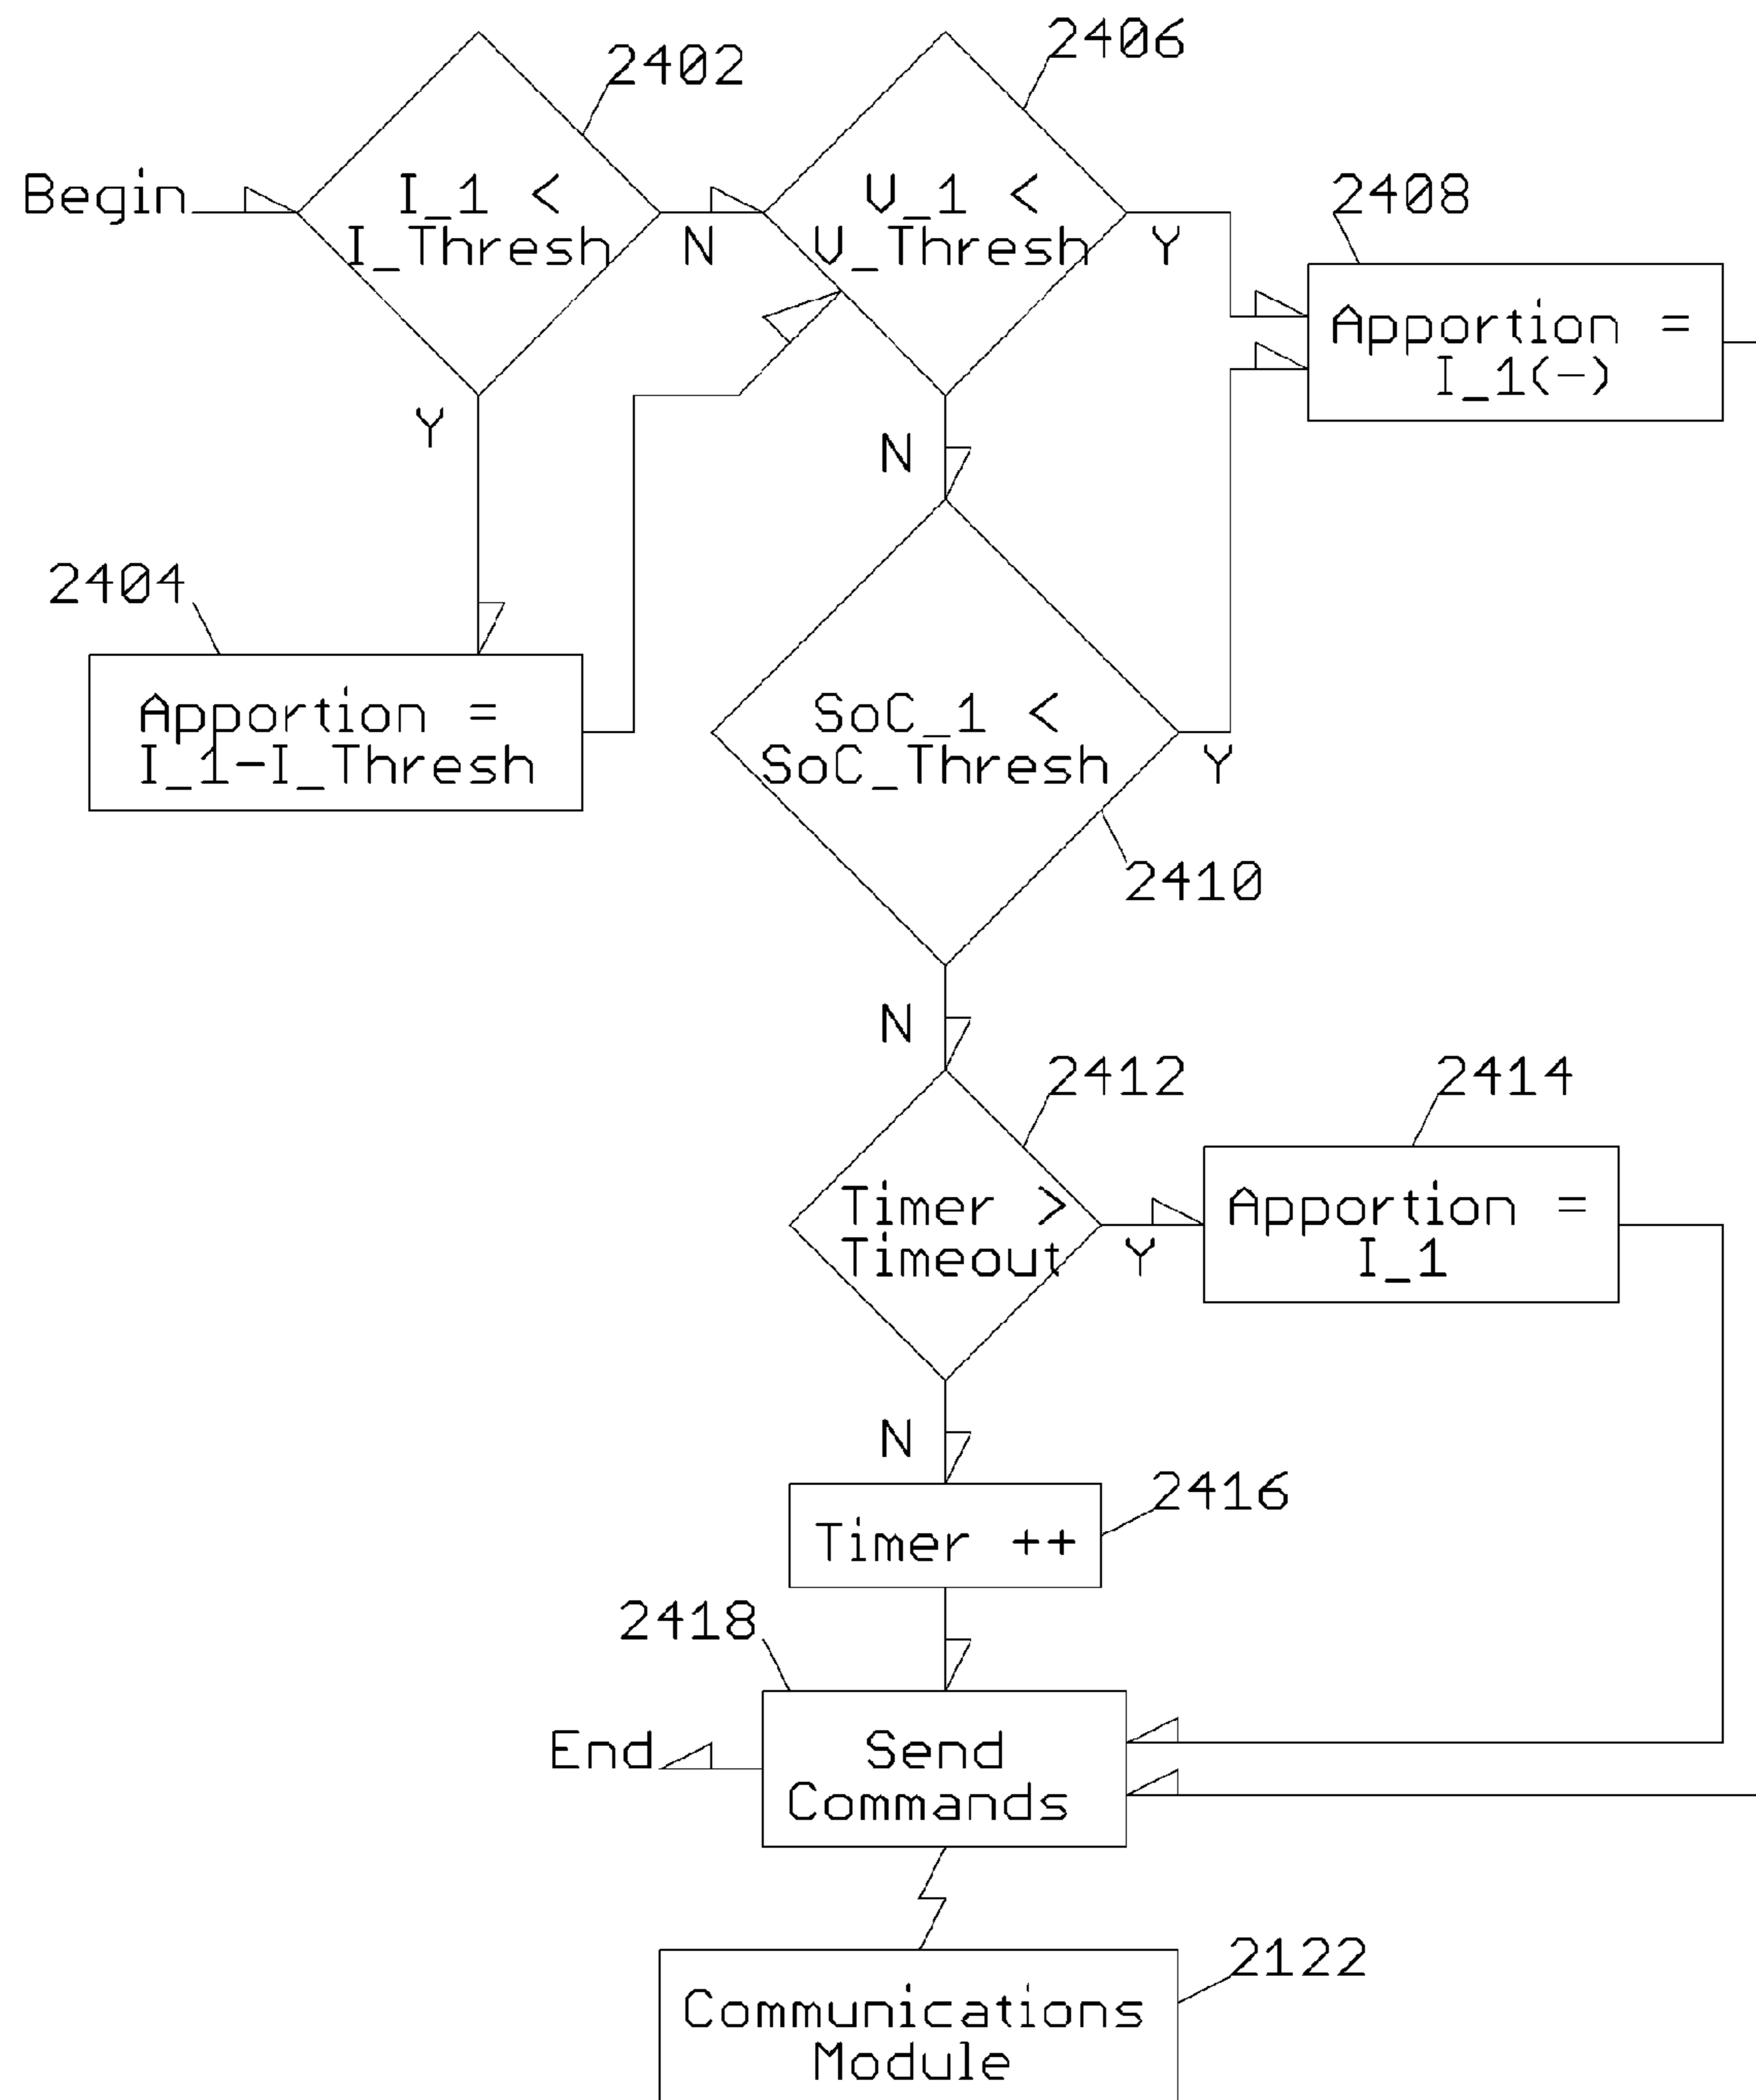 2402
2406
Begin
I_1 <
I_Thresh
N
V_1 <
V_Thresh
Y
2408
Apportion =
I_1(-)
Y
N
2404
Apportion =
I_1-I_Thresh
SoC_1 <
SoC_Thresh
Y
2410
N
2412
2414
Timer >
Timeout
Y
Apportion =
I_1
N
2416
Timer ++
2418
End
Send
Commands
2122
Communications
Module